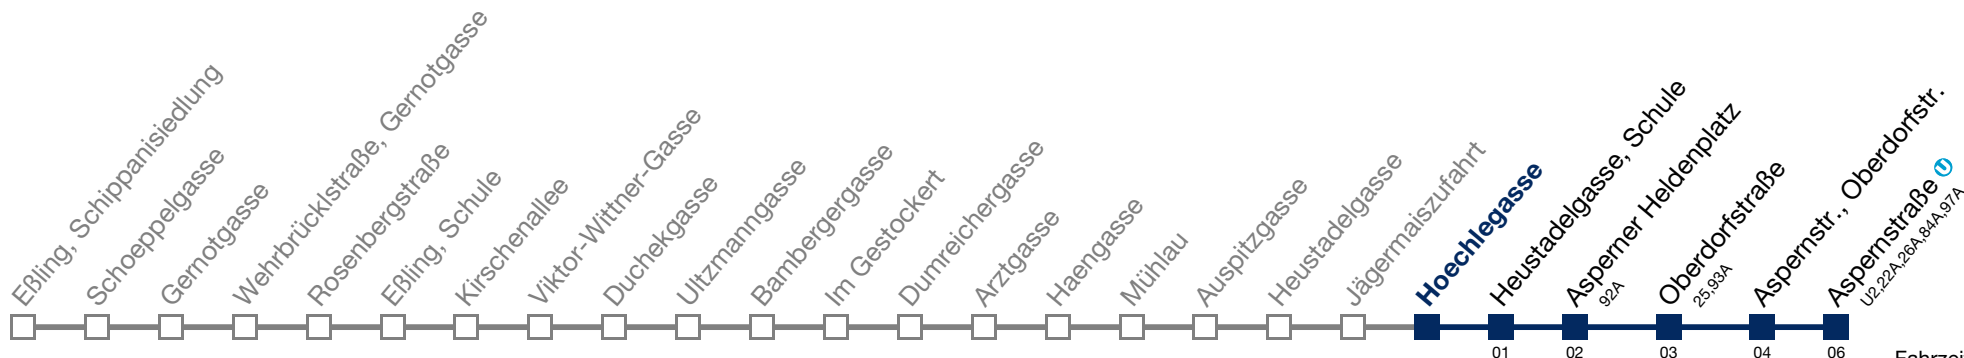 Eßling, Schippanisiedlung
Schoeppelgasse
Gernotgasse
Wehrbrücklstraße, Gernotgasse
Rosenbergstraße
Eßling, Schule
Kirschenallee
Viktor-Wittner-Gasse
Duchekgasse
Ultzmanngasse
Bambergergasse
Im Gestockert
Dumreichergasse
Arztgasse
Haengasse
Mühlau
Auspitzgasse
Heustadelgasse
Jägermaiszufahrt
Hoechlegasse
Heustadelgasse, Schule
Asperner Heldenplatz
92A
Oberdorfstraße
25,93A
Aspernstr., Oberdorfstr.
Aspernstraße U
U2,22A,26A,84A,97A
01 02 03 04 06